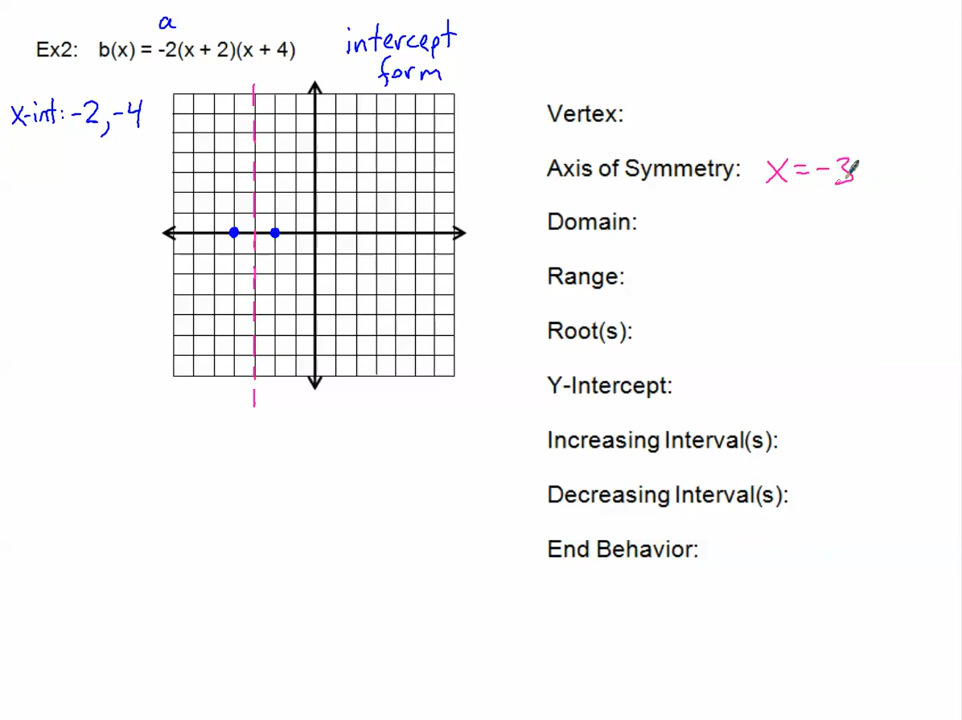 a
Ex2: b(x) = -2(x + 2)(x + 4)
intercept
form
x-int: -2, -4
Vertex:
Axis of Symmetry: x = -3
Domain:
Range:
Root(s):
Y-Intercept:
Increasing Interval(s):
Decreasing Interval(s):
End Behavior: